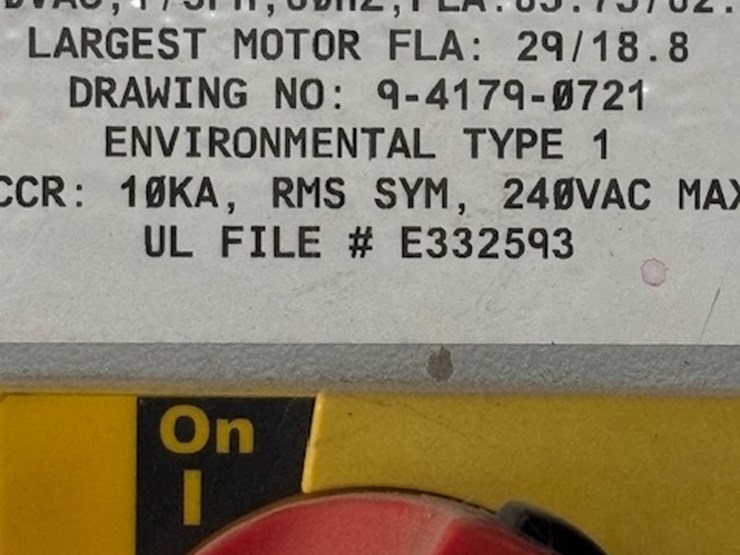 LARGEST MOTOR FLA: 29/18.8
DRAWING NO: 9-4179-0721
ENVIRONMENTAL TYPE 1
CCR: 10KA, RMS SYM, 240VAC MAX
UL FILE # E332593
On
I